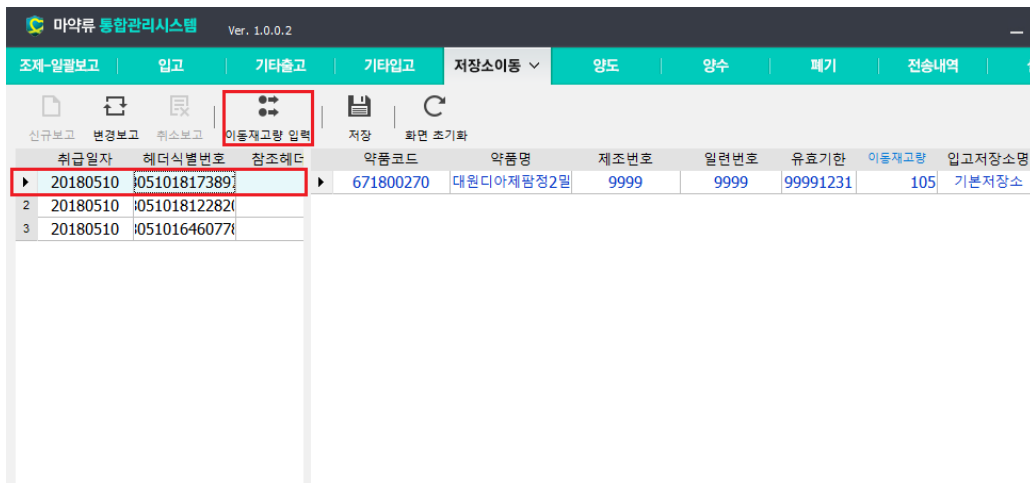 마약류 통합관리시스템 Ver. 1.0.0.2
조제-일괄보고 입고 기타출고 기타입고 저장소이동 양도 양수 폐기 전송내역
신규보고 변경보고 취소보고 이동재고량 입력 저장 화면 초기화
취급일자 헤더식별번호 참조헤더 약품코드 약품명 제조번호 일련번호 유효기한 이동재고량 입고저장소명
20180510 671800270 대원디아제팜정2밀 9999 9999 99991231 105 기본저장소
2 20180510
3 20180510